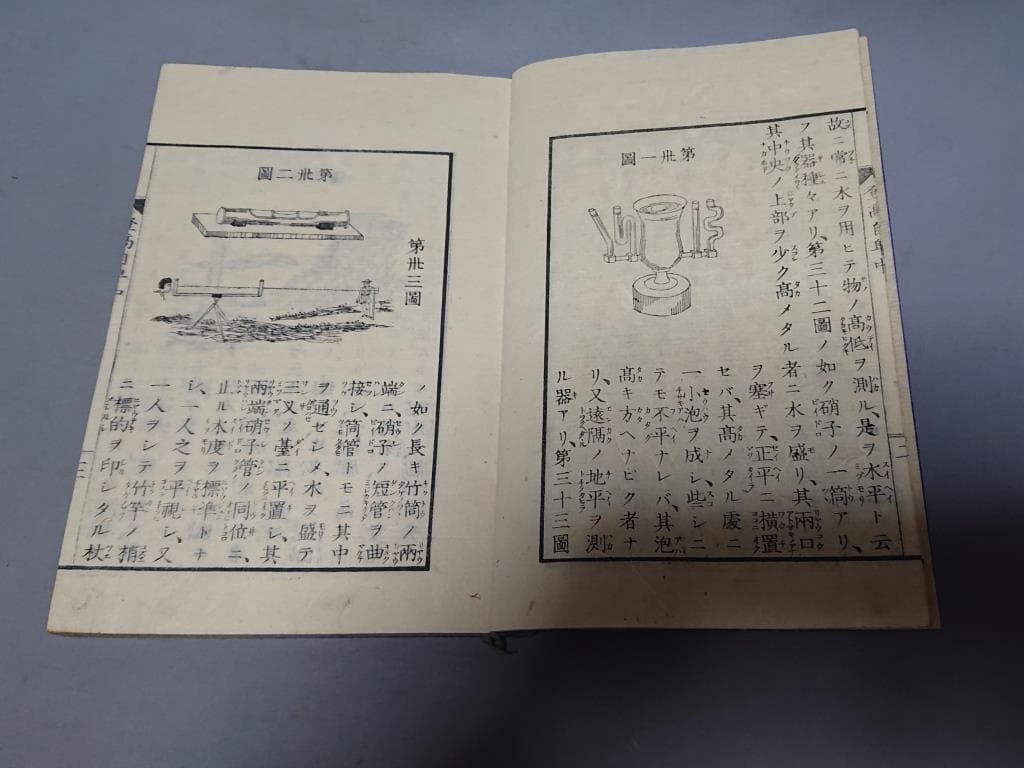 故ニ常ニ水ヲ用ヒテ物ノ髙低ヲ測ル、是ヲ水平ト云
フ其器種々アリ、第三十二圖ノ如ク硝子ノ一筒アリ、
其中央ノ上部ヲ少ク髙メタル者ニ水ヲ盛リ、其兩口
第卅一圖
ヲ塞ギテ、正平ニ橫置
セバ、其髙メタル處ニ
一小泡ヲ成シ、些シニ
テモ不平ナレバ、其泡
髙キ方ヘナビク者ナ
リ、又遠隅ノ地平ヲ測
ル器アリ、第三十三圖
第卅三圖
第卅二圖
ノ如ク長キ竹筒ノ兩
端ニ、硝子ノ短管ヲ曲
接シ、筒管トモニ其中
ヲ通ゼシメ、水ヲ盛テ
三叉ノ臺ニ平置シ、其
兩端硝子管ノ同位ニ、
止ル水度ヲ標準トナ
シ、一人之ヲ平視シ、又
一人ヲシテ竹竿ノ梢
ニ標的ヲ印シタル杖